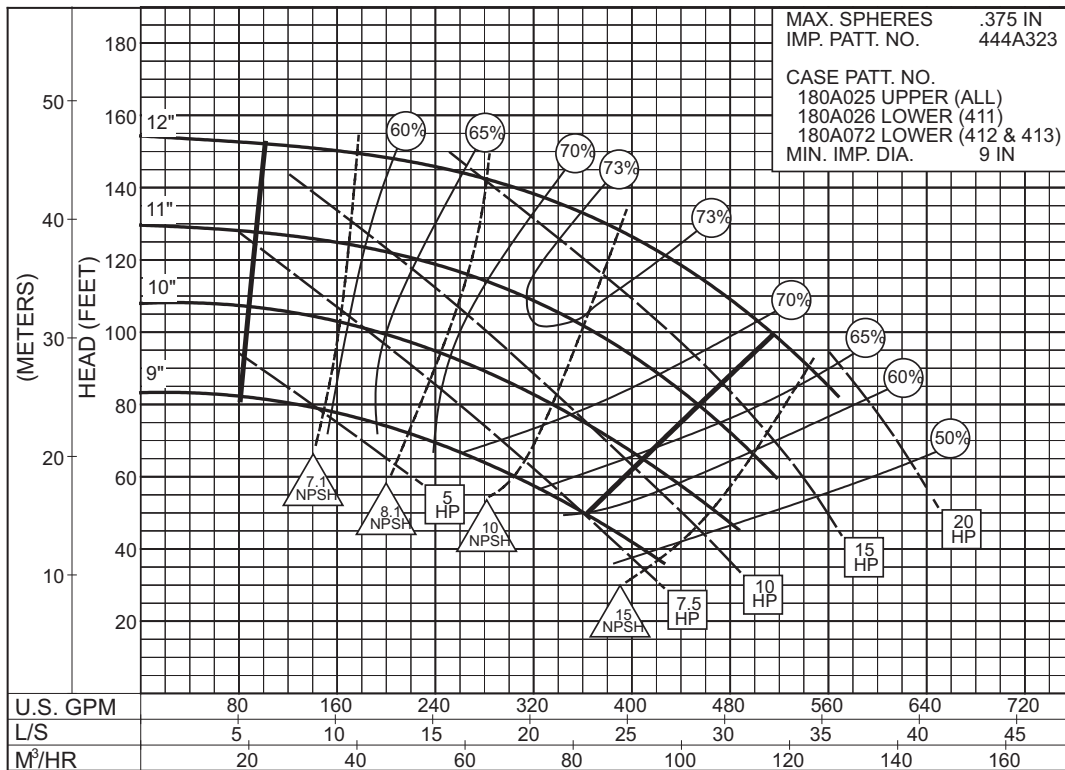 MAX. SPHERES .375 IN
IMP. PATT. NO. 444A323
CASE PATT. NO.
180A025 UPPER (ALL)
180A026 LOWER (411)
180A072 LOWER (412 & 413)
MIN. IMP. DIA. 9 IN
(METERS)
50
40
30
20
10
HEAD (FEET)
180
160
140
120
100
80
60
40
20
12"
11"
10"
9"
60%
65%
70%
73%
73%
70%
65%
60%
50%
7.1
NPSH
8.1
NPSH
5
HP
10
NPSH
15
NPSH
7.5
HP
10
HP
15
HP
20
HP
U.S. GPM 80 160 240 320 400 480 560 640 720
L/S 5 10 15 20 25 30 35 40 45
M³/HR 20 40 60 80 100 120 140 160